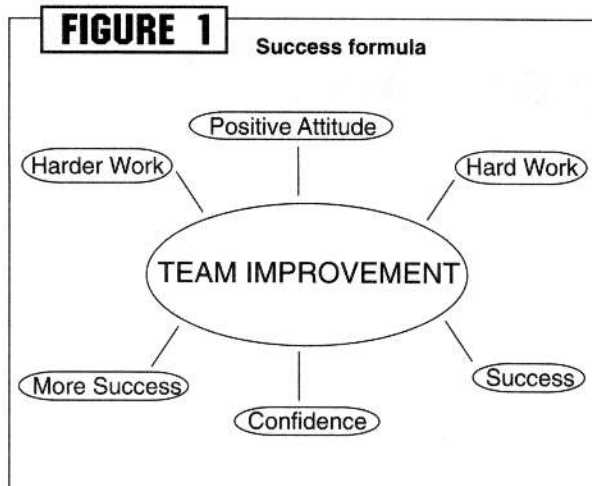 FIGURE 1
Success formula
Positive Attitude
Harder Work
Hard Work
TEAM IMPROVEMENT
More Success
Success
Confidence